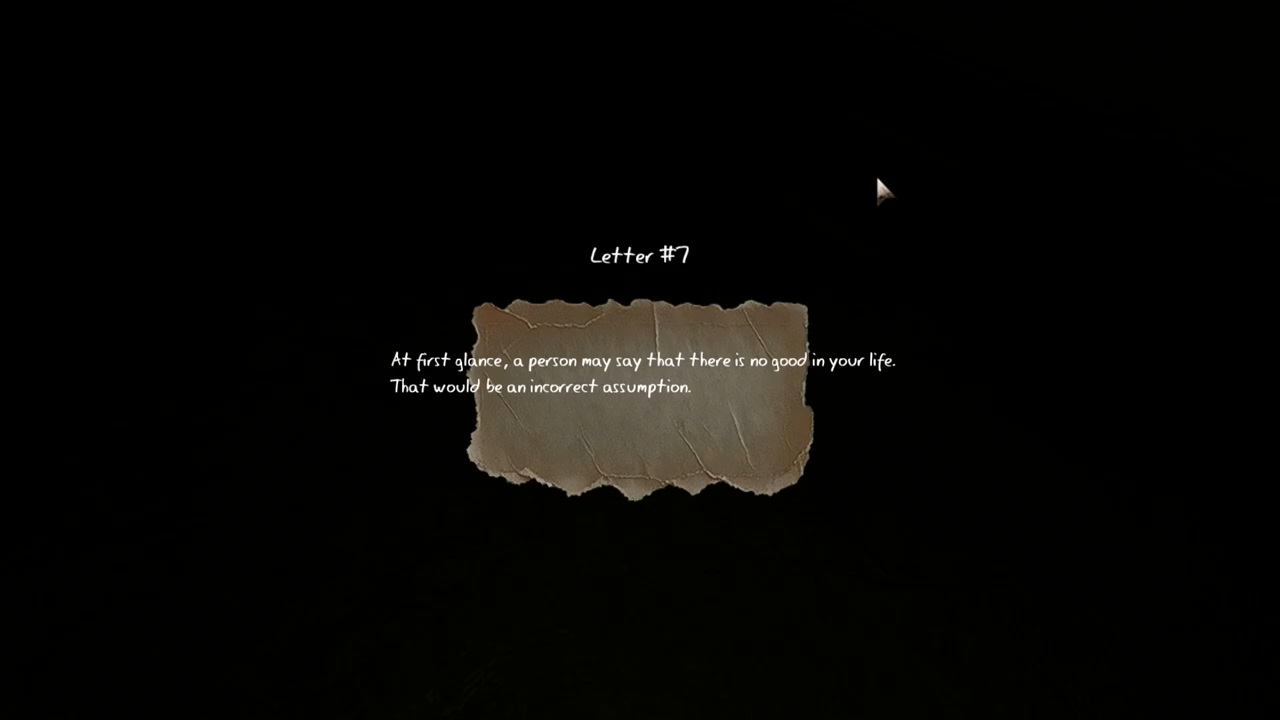 Letter #7
At first glance, a person may say that there is no good in your life.
That would be an incorrect assumption.